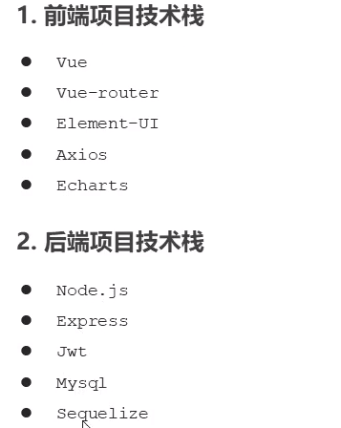 1. 前端项目技术栈
● Vue
● Vue-router
● Element-UI
● Axios
● Echarts
2. 后端项目技术栈
● Node.js
● Express
● Jwt
● Mysql
● Sequelize